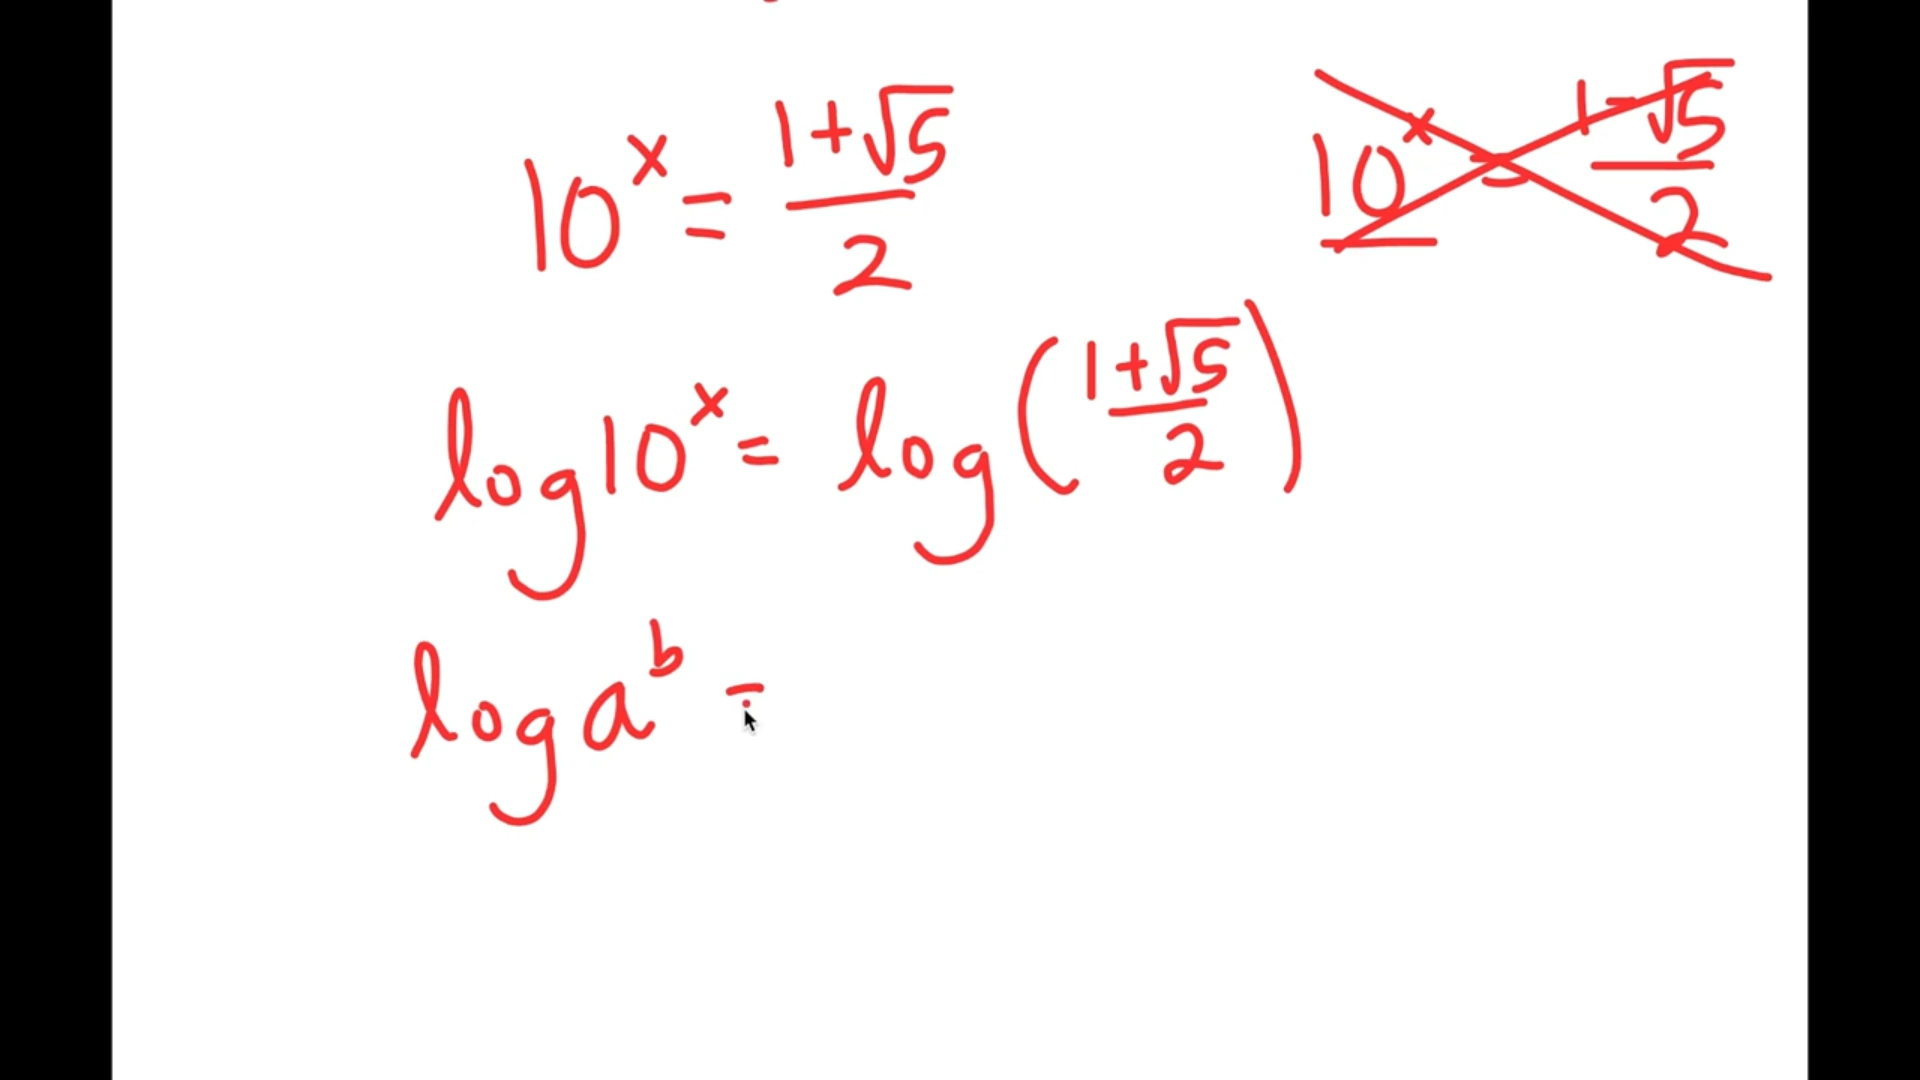 10^x = (1+√5)/2
10^x = (1-√5)/2
log 10^x = log((1+√5)/2)
log a^b =